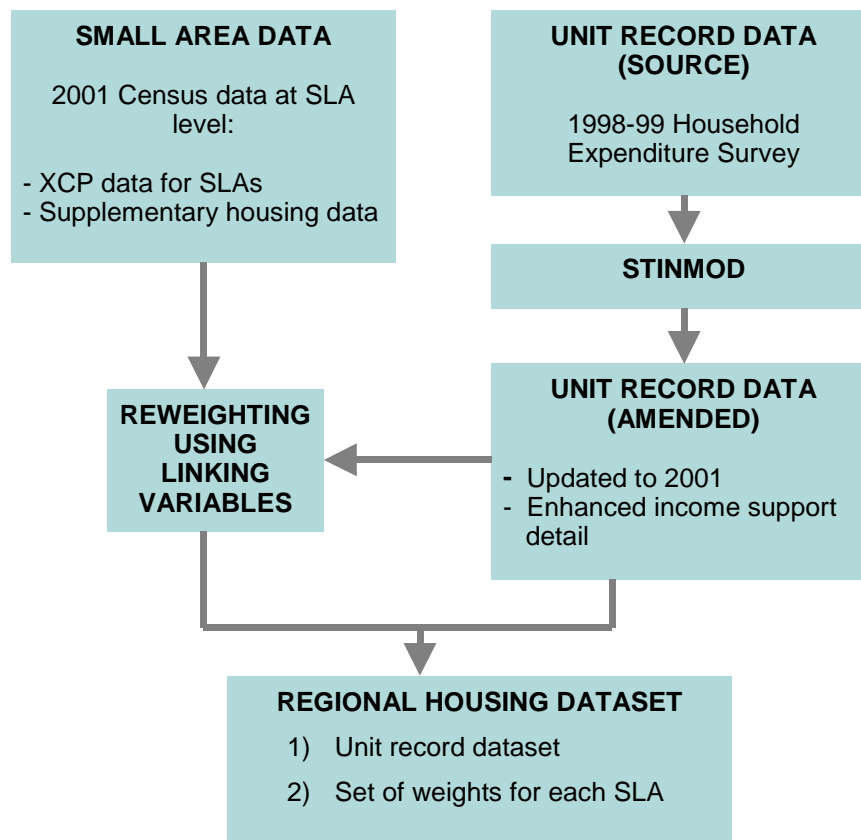 SMALL AREA DATA
2001 Census data at SLA
level:
- XCP data for SLAs
- Supplementary housing data
UNIT RECORD DATA
(SOURCE)
1998-99 Household
Expenditure Survey
STINMOD
UNIT RECORD DATA
(AMENDED)
- Updated to 2001
- Enhanced income support
detail
REWEIGHTING
USING
LINKING
VARIABLES
REGIONAL HOUSING DATASET
1) Unit record dataset
2) Set of weights for each SLA